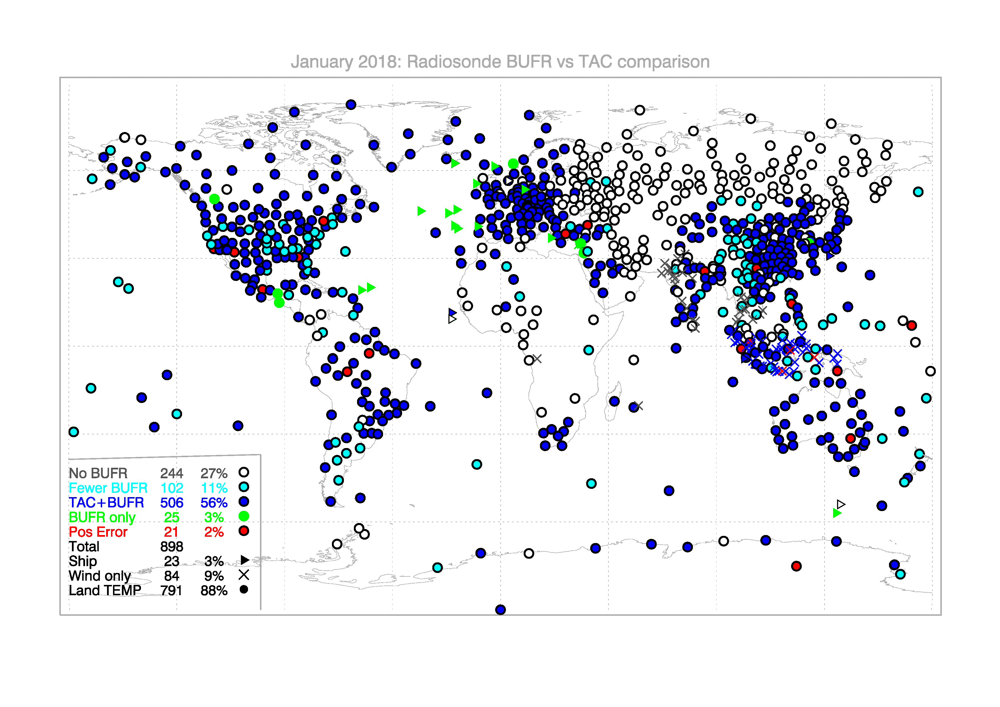 January 2018: Radiosonde BUFR vs TAC comparison
No BUFR 244 27%
Fewer BUFR 102 11%
TAC+BUFR 506 56%
BUFR only 25 3%
Pos Error 21 2%
Total 898
Ship 23 3%
Wind only 84 9%
Land TEMP 791 88%